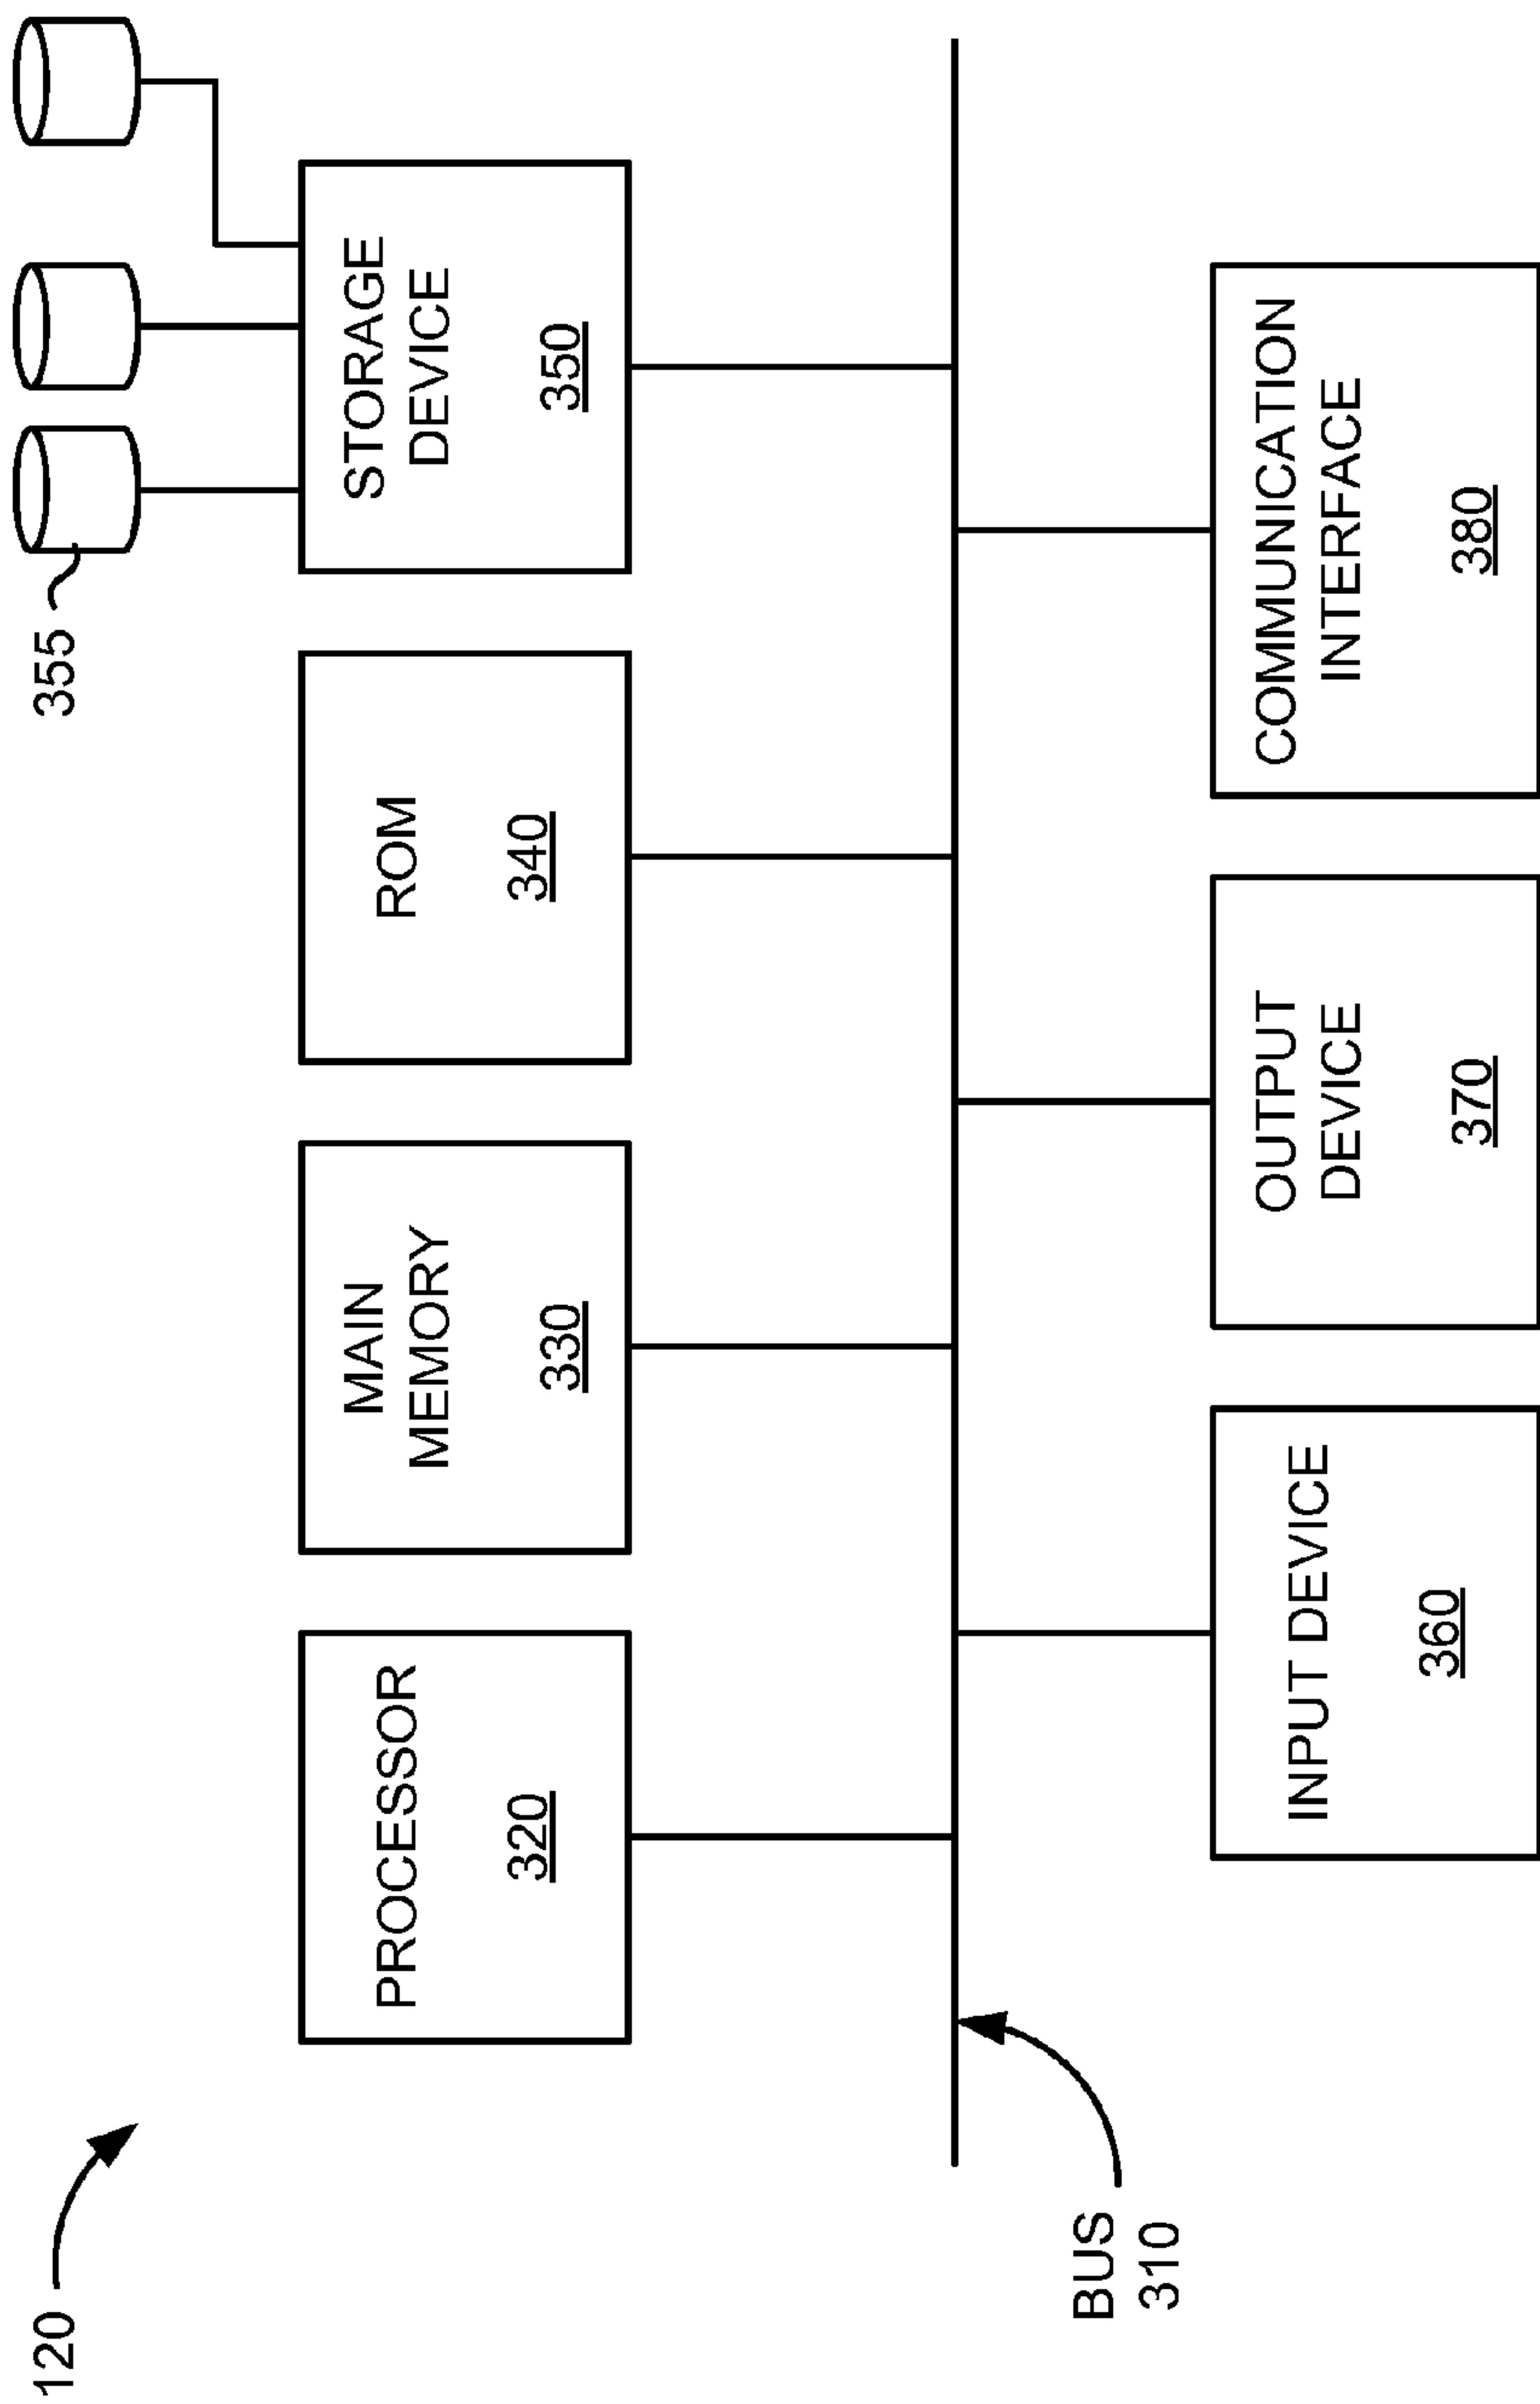 120
355
PROCESSOR
320
MAIN
MEMORY
330
ROM
340
STORAGE
DEVICE
350
BUS
310
INPUT DEVICE
360
OUTPUT
DEVICE
370
COMMUNICATION
INTERFACE
380